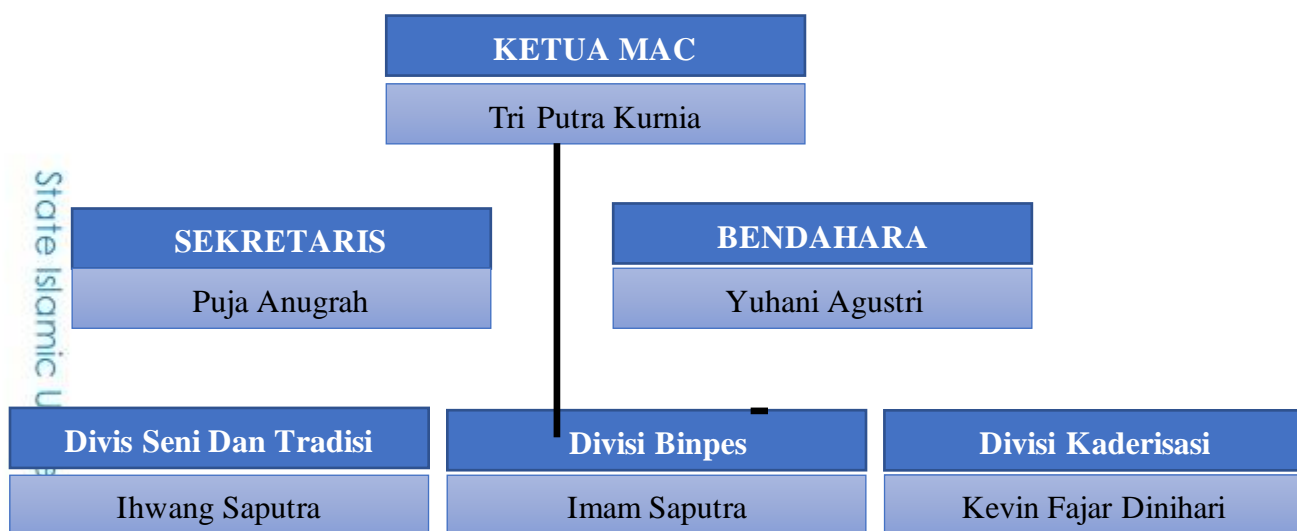 KETUA MAC
Tri Putra Kurnia
SEKRETARIS
Puja Anugrah
BENDAHARA
Yuhani Agustri
Divis Seni Dan Tradisi
Ihwang Saputra
Divisi Binpes
Imam Saputra
Divisi Kaderisasi
Kevin Fajar Dinihari
State Islamic U